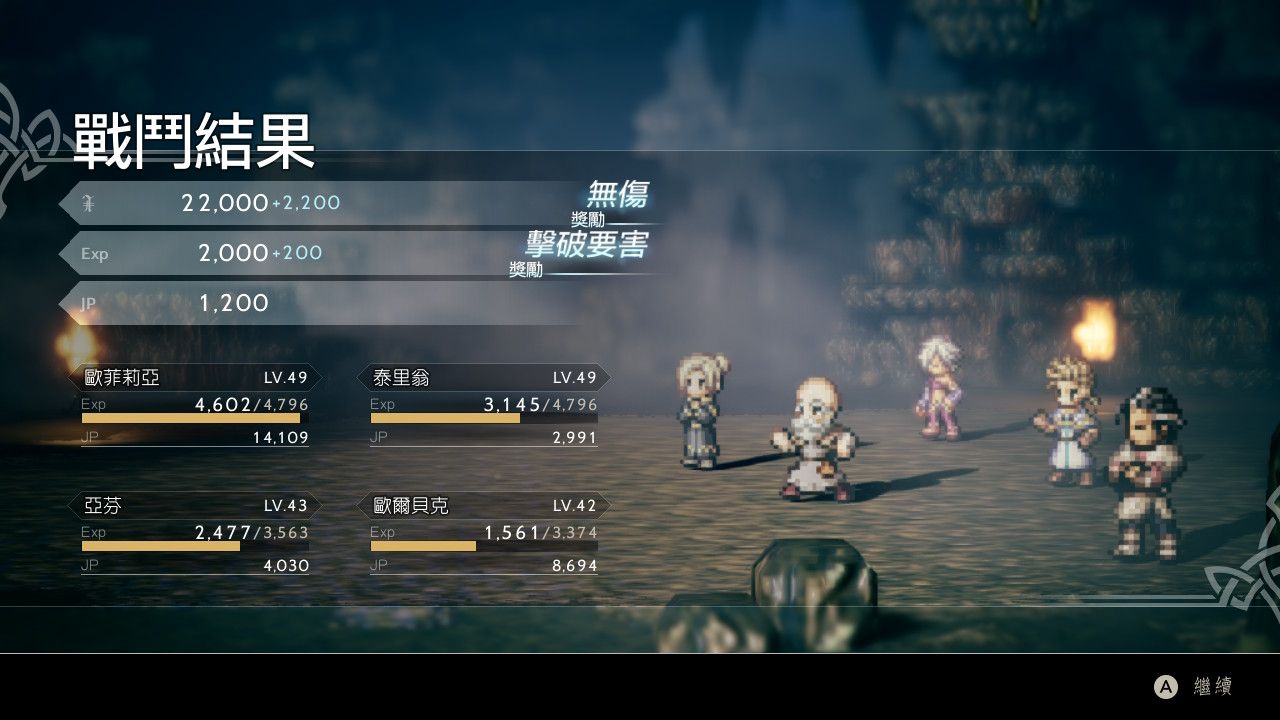 戰鬥結果
22,000+2,200
無傷
獎勵
Exp 2,000+200
擊破要害
獎勵
JP 1,200
歐菲莉亞 LV.49
Exp 4,602/4,796
JP 14,109
泰里翁 LV.49
Exp 3,145/4,796
JP 2,991
亞芬 LV.43
Exp 2,477/3,563
JP 4,030
歐爾貝克 LV.42
Exp 1,561/3,374
JP 8,694
A 繼續